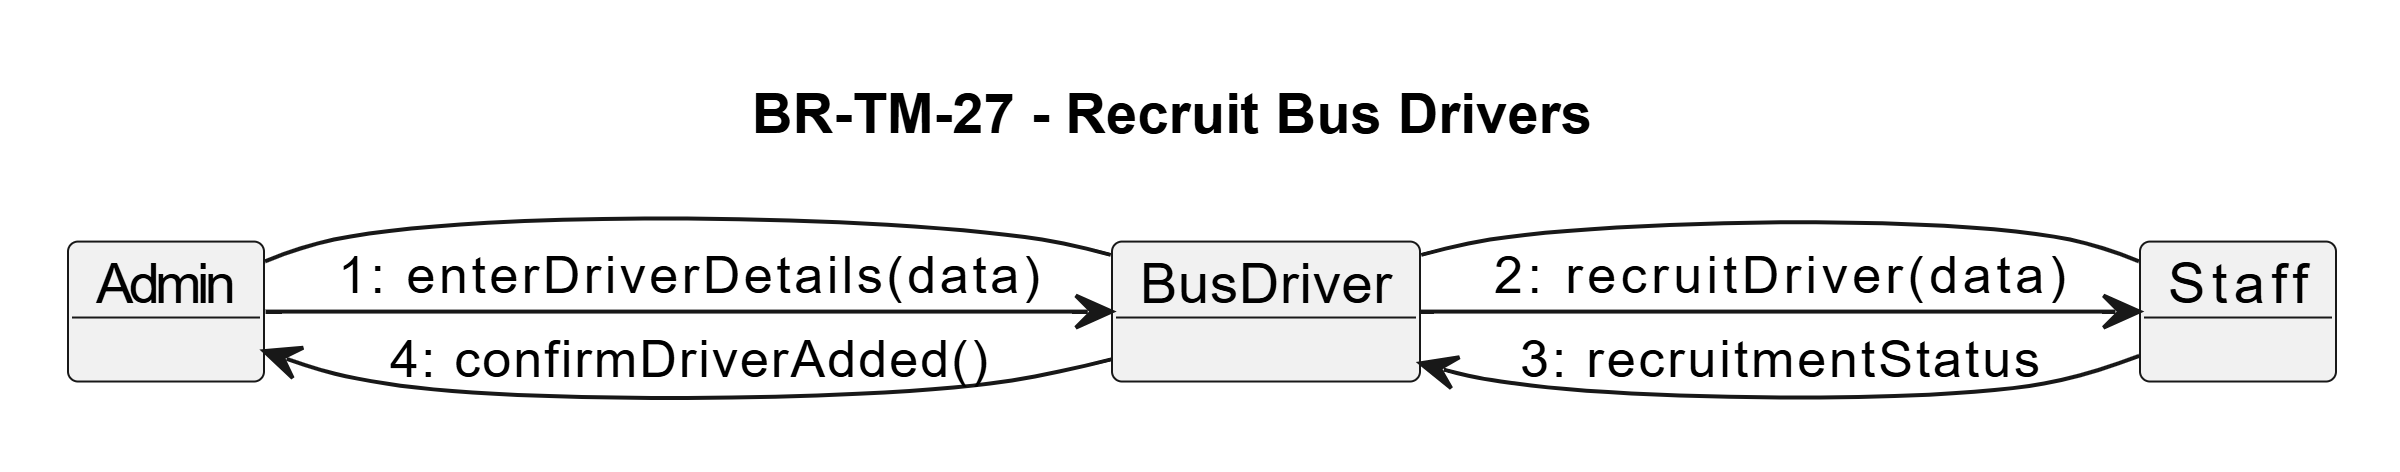 BR-TM-27 - Recruit Bus Drivers
Admin
1: enterDriverDetails(data)
4: confirmDriverAdded()
BusDriver
2: recruitDriver(data)
3: recruitmentStatus
Staff